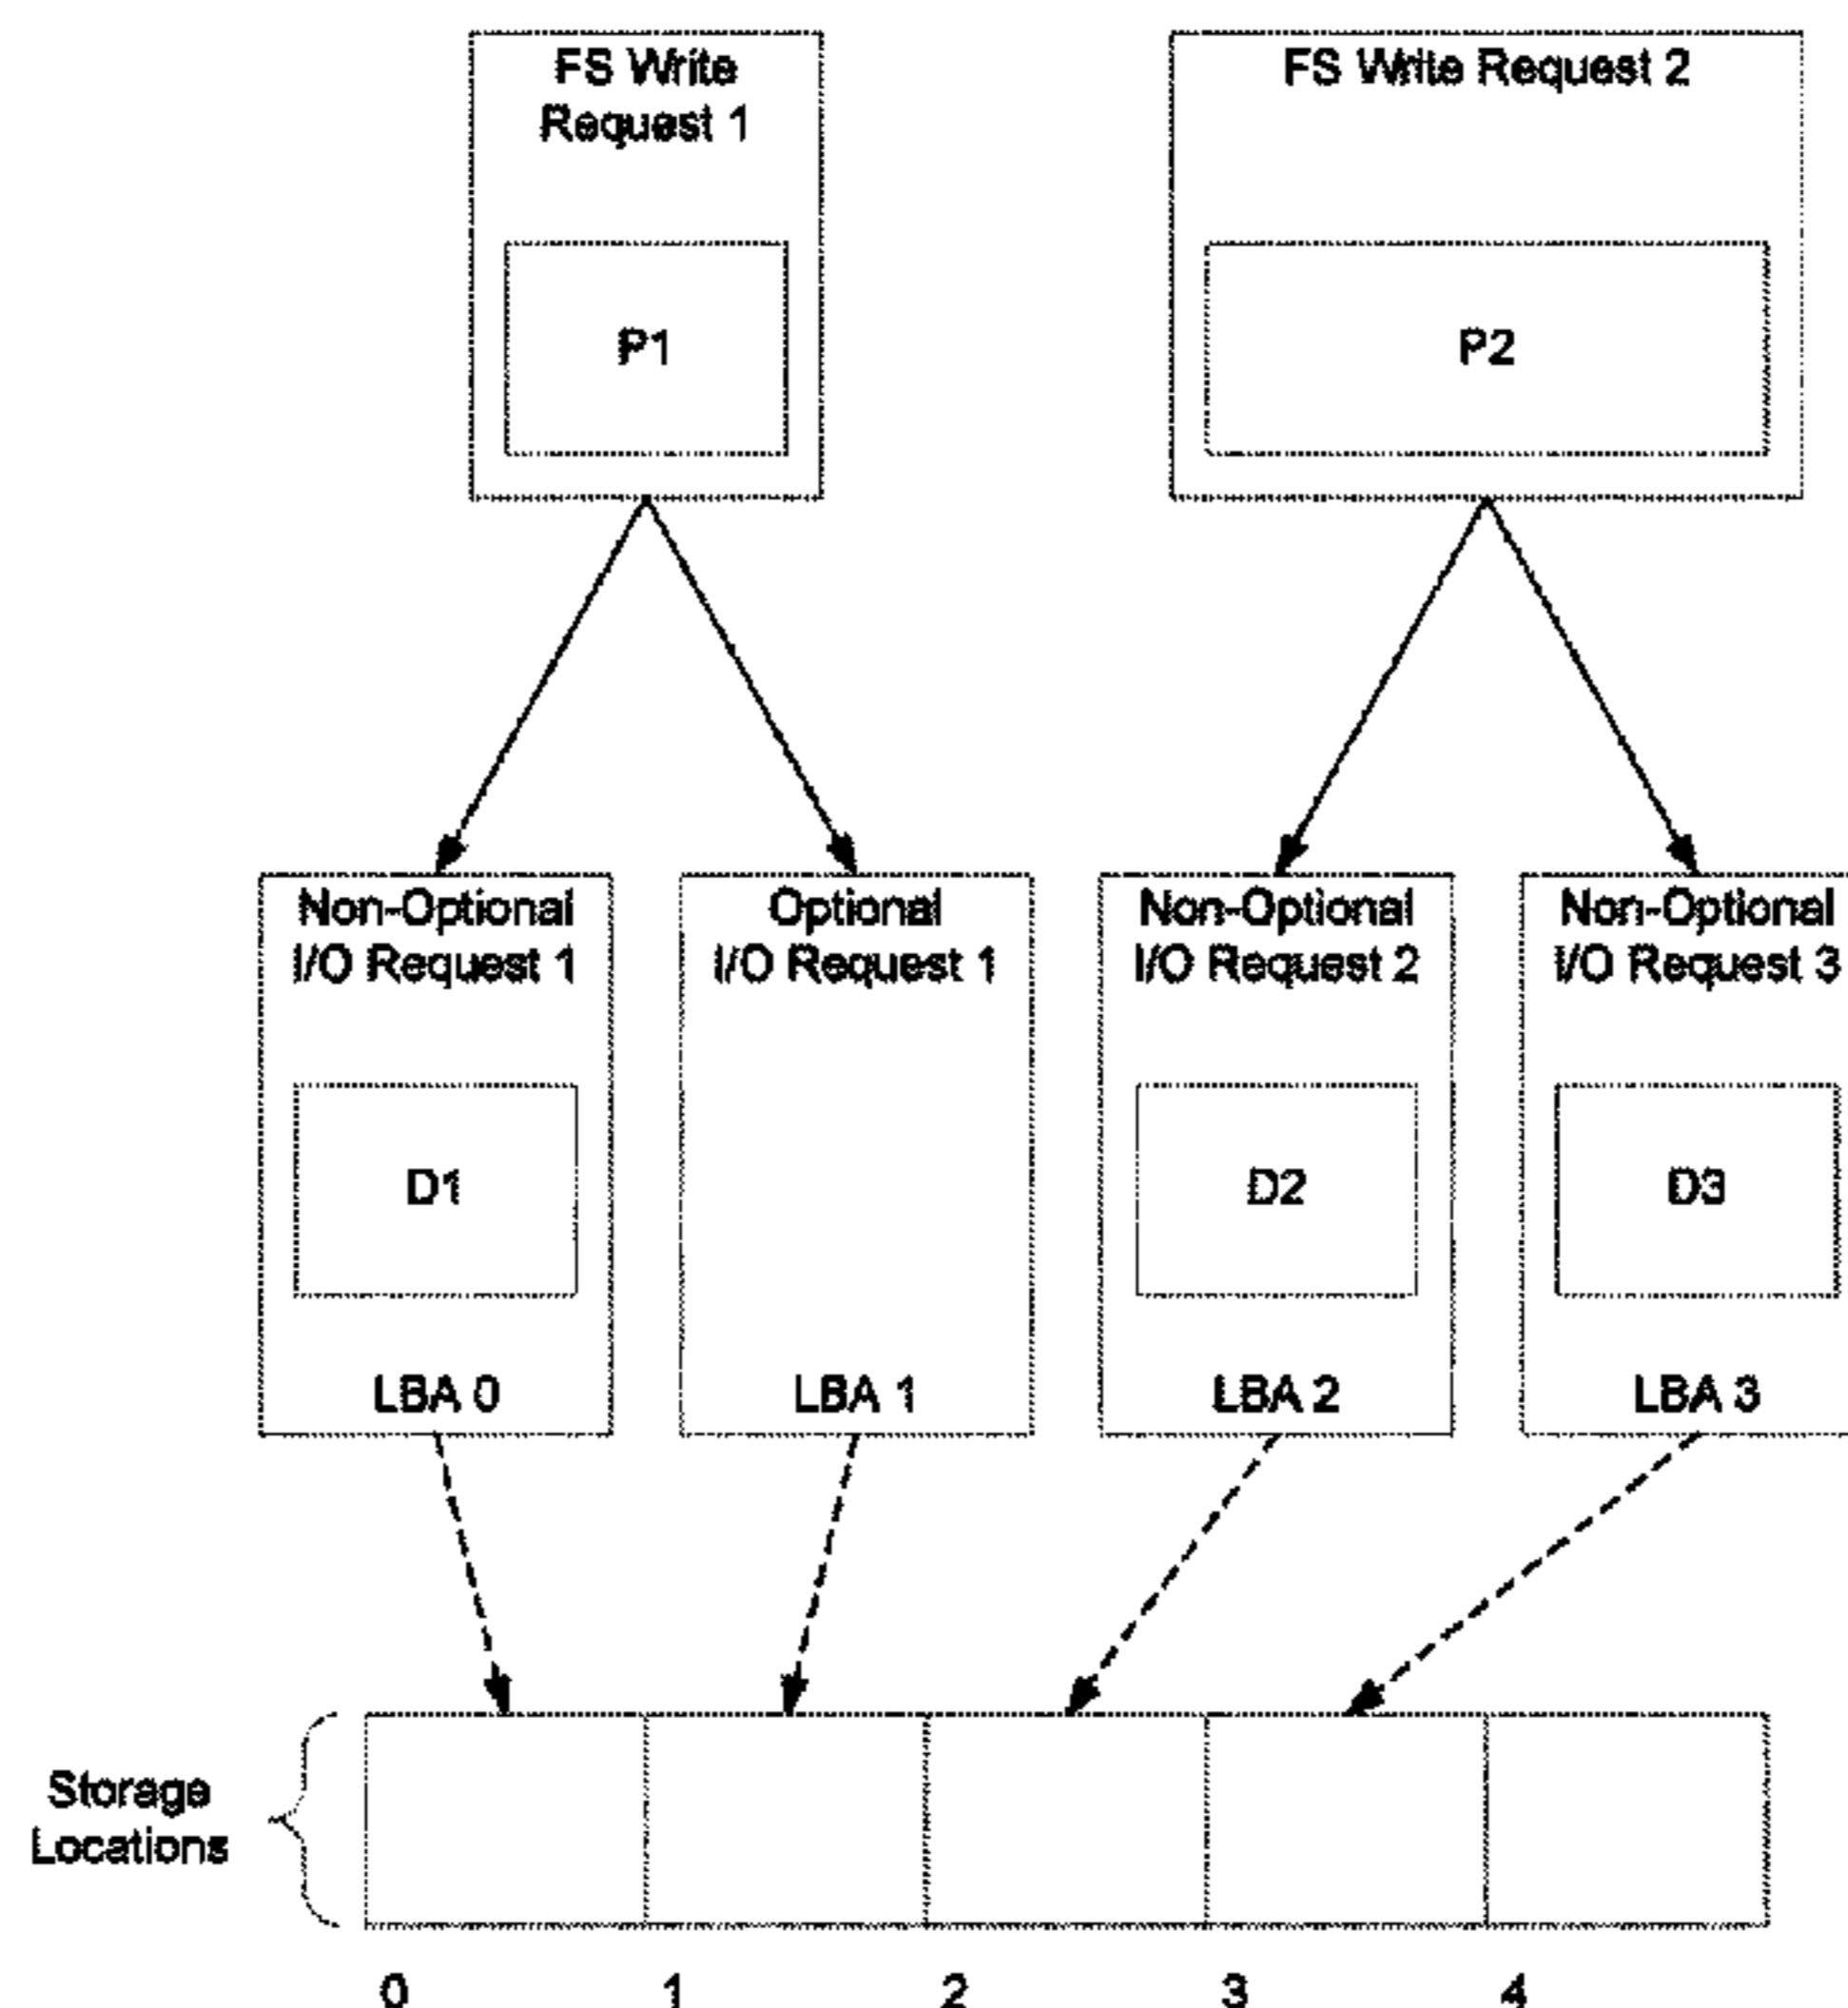 FS Write
Request 1
FS Write Request 2
P1
P2
Non-Optional
I/O Request 1
Optional
I/O Request 1
Non-Optional
I/O Request 2
Non-Optional
I/O Request 3
D1
D2
D3
LBA 0
LBA 1
LBA 2
LBA 3
Storage
Locations
0
1
2
3
4